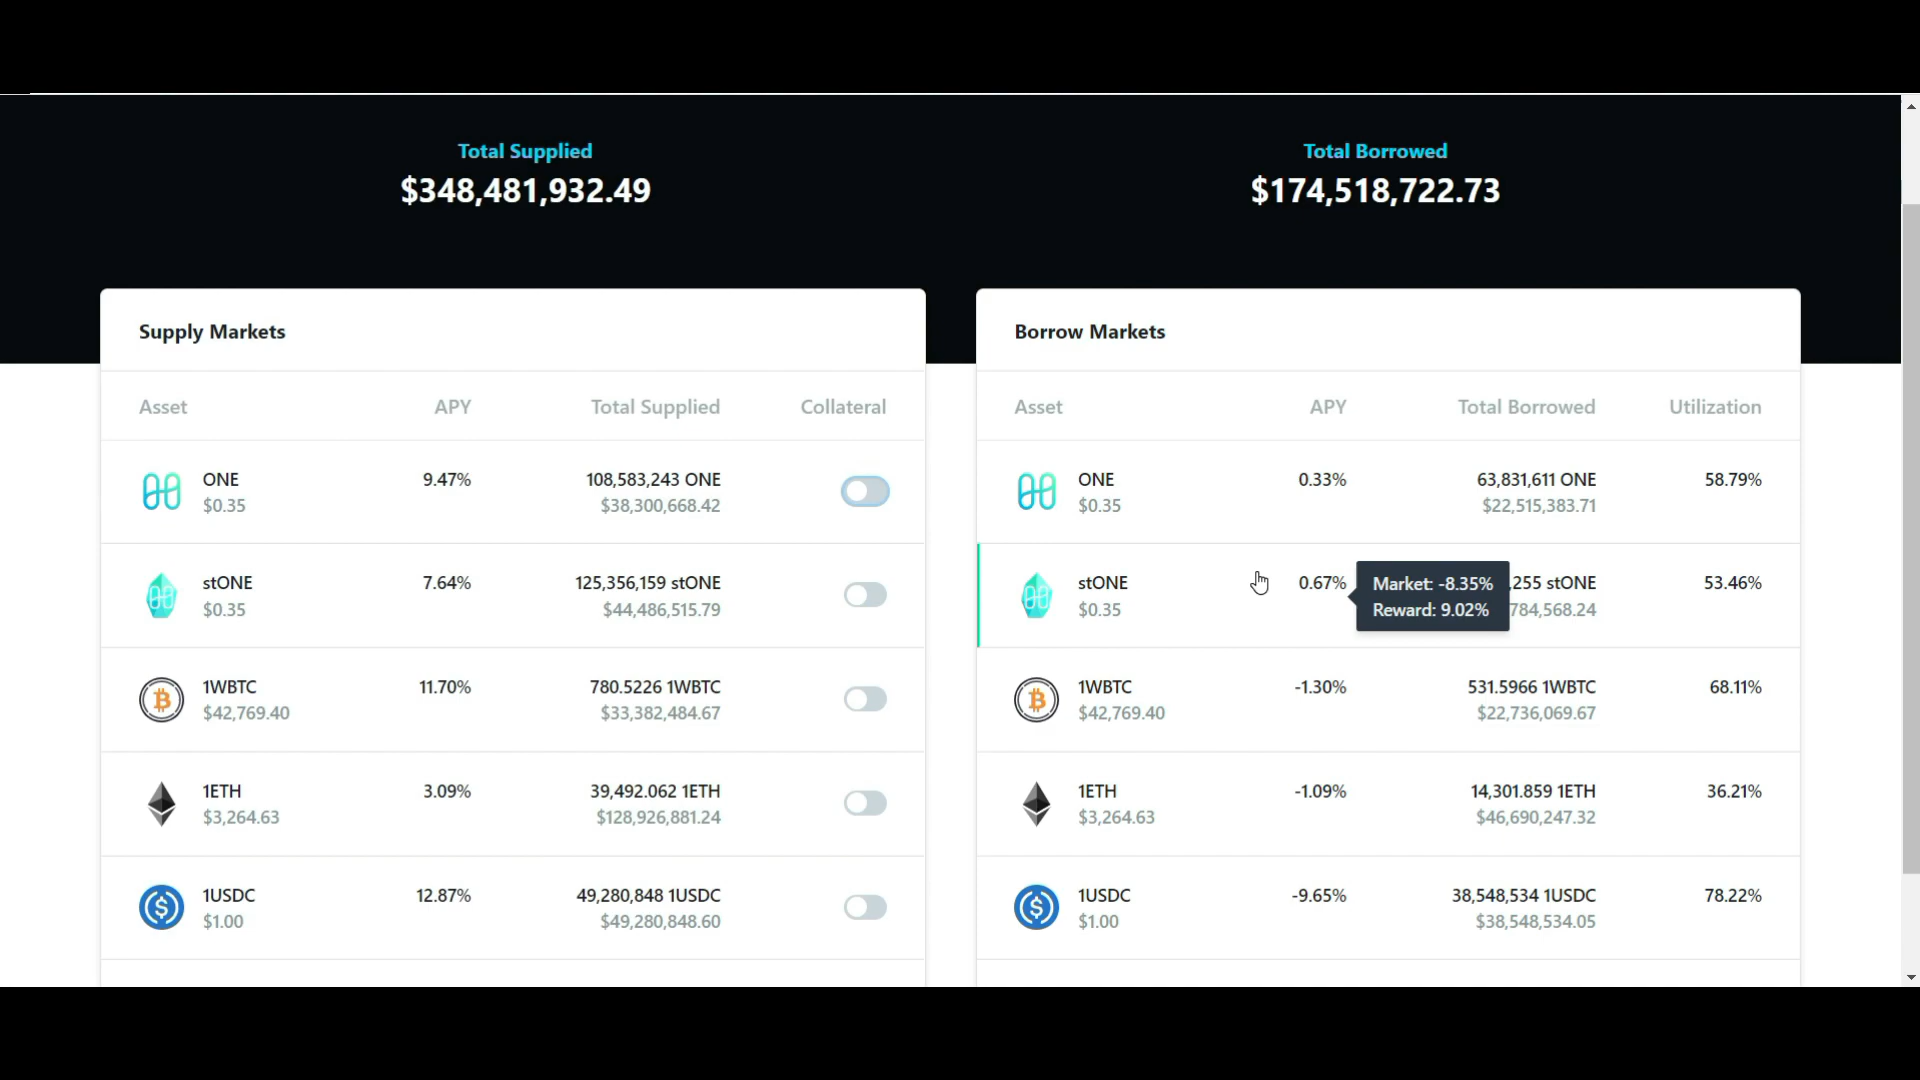 Total Supplied
$348,481,932.49
Total Borrowed
$174,518,722.73
Supply Markets
Asset APY Total Supplied Collateral
ONE 9.47% 108,583,243 ONE
$0.35 $38,300,668.42
stONE 7.64% 125,356,159 stONE
$0.35 $44,486,515.79
1WBTC 11.70% 780.5226 1WBTC
$42,769.40 $33,382,484.67
1ETH 3.09% 39,492.062 1ETH
$3,264.63 $128,926,881.24
1USDC 12.87% 49,280,848 1USDC
$1.00 $49,280,848.60
Borrow Markets
Asset APY Total Borrowed Utilization
ONE 0.33% 63,831,611 ONE 58.79%
$0.35 $22,515,383.71
stONE 0.67% Market: -8.35% ,255 stONE 53.46%
$0.35 Reward: 9.02% 784,568.24
1WBTC -1.30% 531.5966 1WBTC 68.11%
$42,769.40 $22,736,069.67
1ETH -1.09% 14,301.859 1ETH 36.21%
$3,264.63 $46,690,247.32
1USDC -9.65% 38,548,534 1USDC 78.22%
$1.00 $38,548,534.05